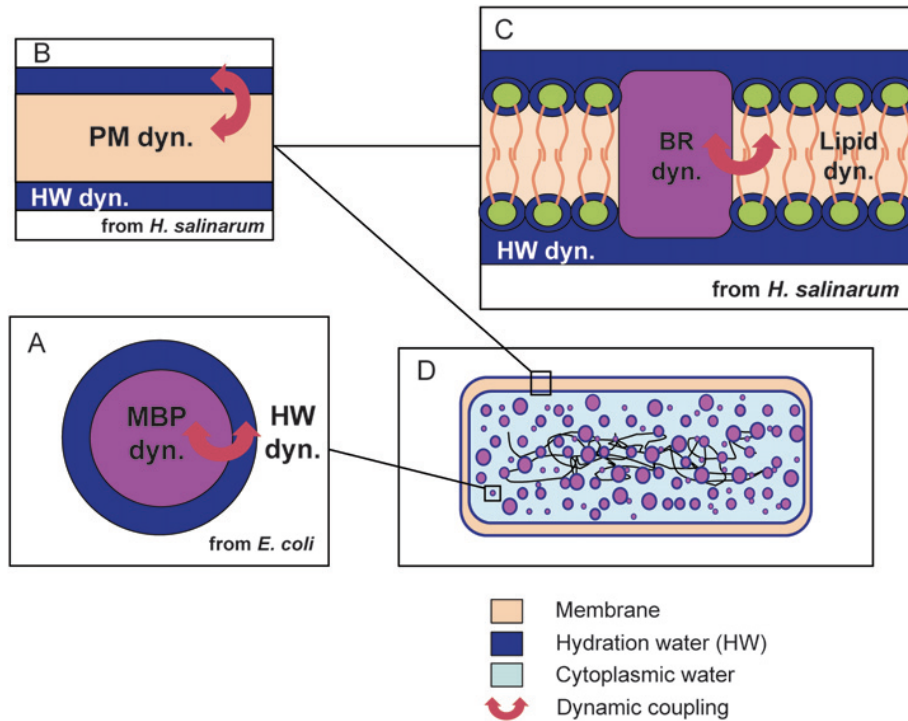 B
PM dyn.
HW dyn.
from H. salinarum
C
BR
dyn.
Lipid
dyn.
HW dyn.
from H. salinarum
A
MBP
dyn.
HW
dyn.
from E. coli
D
Membrane
Hydration water (HW)
Cytoplasmic water
Dynamic coupling